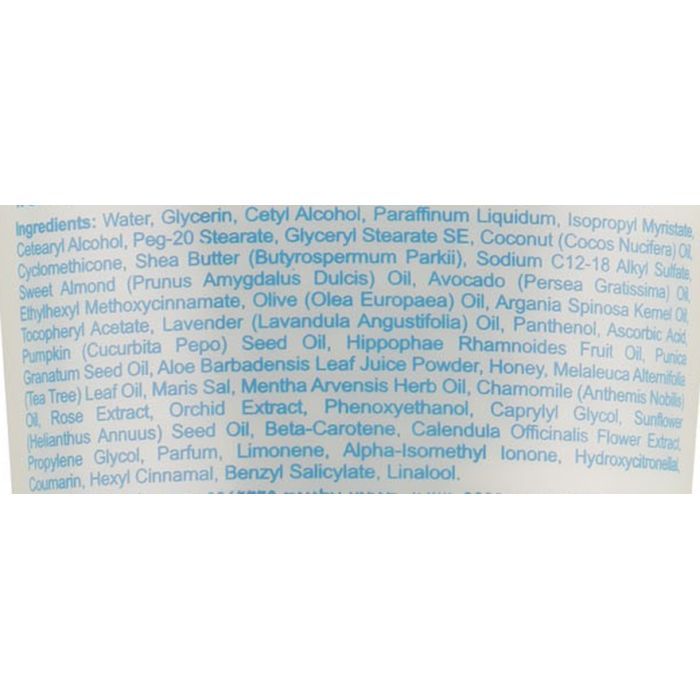 Ingredients: Water, Glycerin, Cetyl Alcohol, Paraffinum Liquidum, Isopropyl Myristate,
Cetearyl Alcohol, Peg-20 Stearate, Glyceryl Stearate SE, Coconut (Cocos Nucifera) Oil,
Cyclomethicone, Shea Butter (Butyrospermum Parkii), Sodium C12-18 Alkyl Sulfate,
Sweet Almond (Prunus Amygdalus Dulcis) Oil, Avocado (Persea Gratissima) Oil,
Ethylhexyl Methoxycinnamate, Olive (Olea Europaea) Oil, Argania Spinosa Kernel Oil,
Tocopheryl Acetate, Lavender (Lavandula Angustifolia) Oil, Panthenol, Ascorbic Acid,
Pumpkin (Cucurbita Pepo) Seed Oil, Hippophae Rhamnoides Fruit Oil, Punica
Granatum Seed Oil, Aloe Barbadensis Leaf Juice Powder, Honey, Melaleuca Alternifolia
(Tea Tree) Leaf Oil, Maris Sal, Mentha Arvensis Herb Oil, Chamomile (Anthemis Nobilis)
Oil, Rose Extract, Orchid Extract, Phenoxyethanol, Caprylyl Glycol, Sunflower
(Helianthus Annuus) Seed Oil, Beta-Carotene, Calendula Officinalis Flower Extract,
Propylene Glycol, Parfum, Limonene, Alpha-Isomethyl Ionone, Hydroxycitronellal,
Coumarin, Hexyl Cinnamal, Benzyl Salicylate, Linalool.